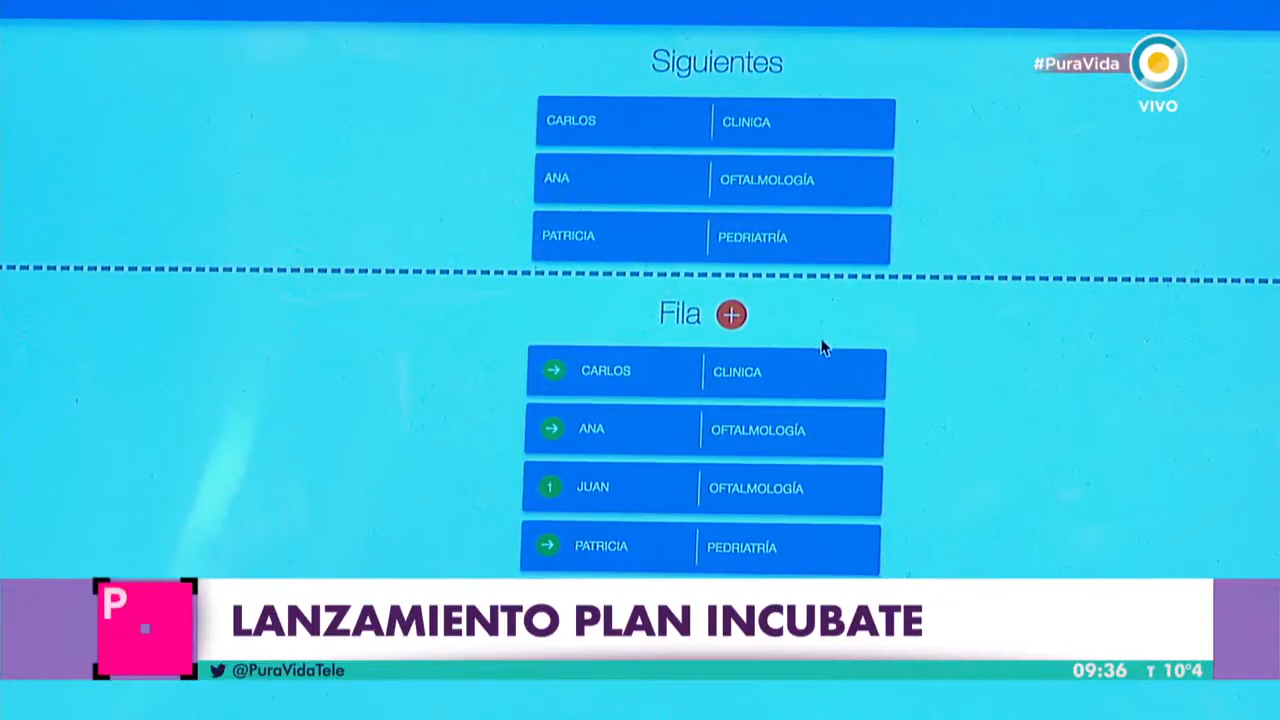 Siguientes
#PuraVida
VIVO
CARLOS CLINICA
ANA OFTALMOLOGÍA
PATRICIA PEDRIATRÍA
Fila +
→ CARLOS CLINICA
→ ANA OFTALMOLOGÍA
1 JUAN OFTALMOLOGÍA
→ PATRICIA PEDRIATRÍA
P.
LANZAMIENTO PLAN INCUBATE
@PuraVidaTele
09:36 T 10°4